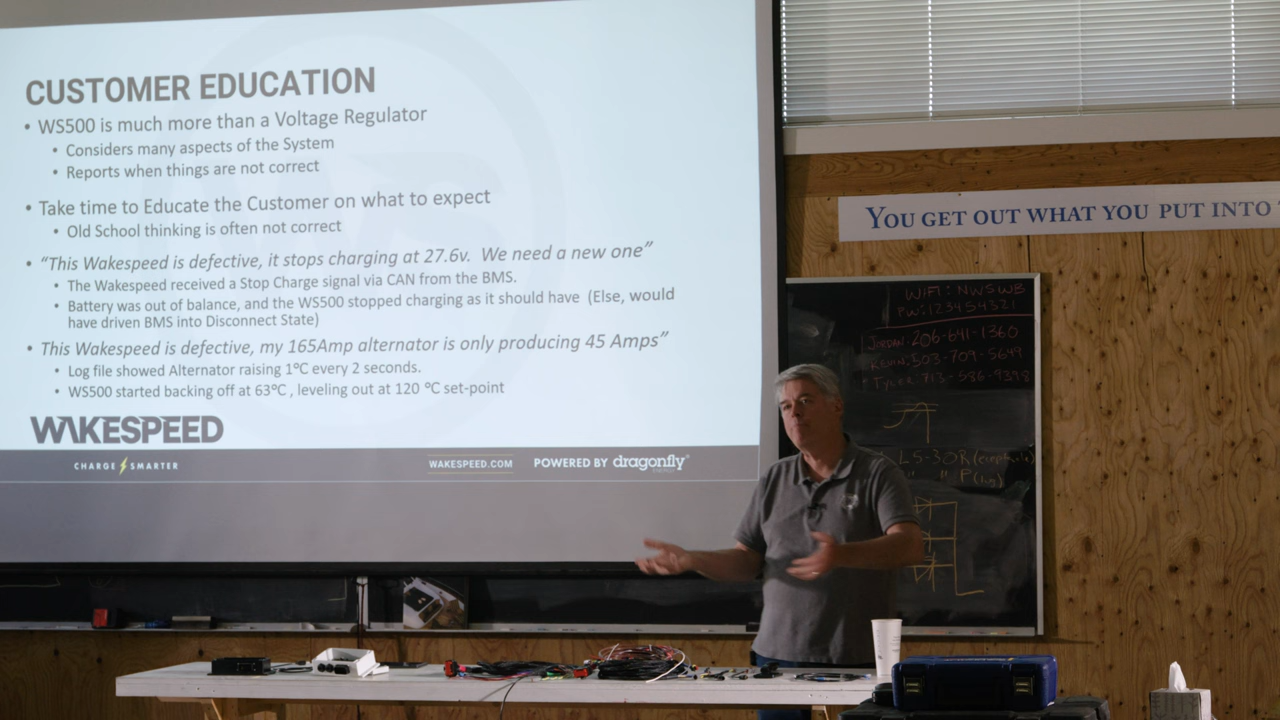 CUSTOMER EDUCATION
• WS500 is much more than a Voltage Regulator
• Considers many aspects of the System
• Reports when things are not correct
• Take time to Educate the Customer on what to expect
• Old School thinking is often not correct
• “This Wakespeed is defective, it stops charging at 27.6v. We need a new one”
• The Wakespeed received a Stop Charge signal via CAN from the BMS.
• Battery was out of balance, and the WS500 stopped charging as it should have (Else, would
have driven BMS into Disconnect State)
• This Wakespeed is defective, my 165Amp alternator is only producing 45 Amps”
• Log file showed Alternator raising 1°C every 2 seconds.
• WS500 started backing off at 63°C , leveling out at 120 °C set-point
WAKESPEED
CHARGE SMARTER
WAKESPEED.COM
POWERED BY dragonfly
YOU GET OUT WHAT YOU PUT INTO
WIFI: NWSWB
PW: 123454321
JORDAN: 206-641-1360
KEVIN: 503-709-5649
TYLER: 713-586-9398
L5-30R (eceptacle)
" " P (lug)